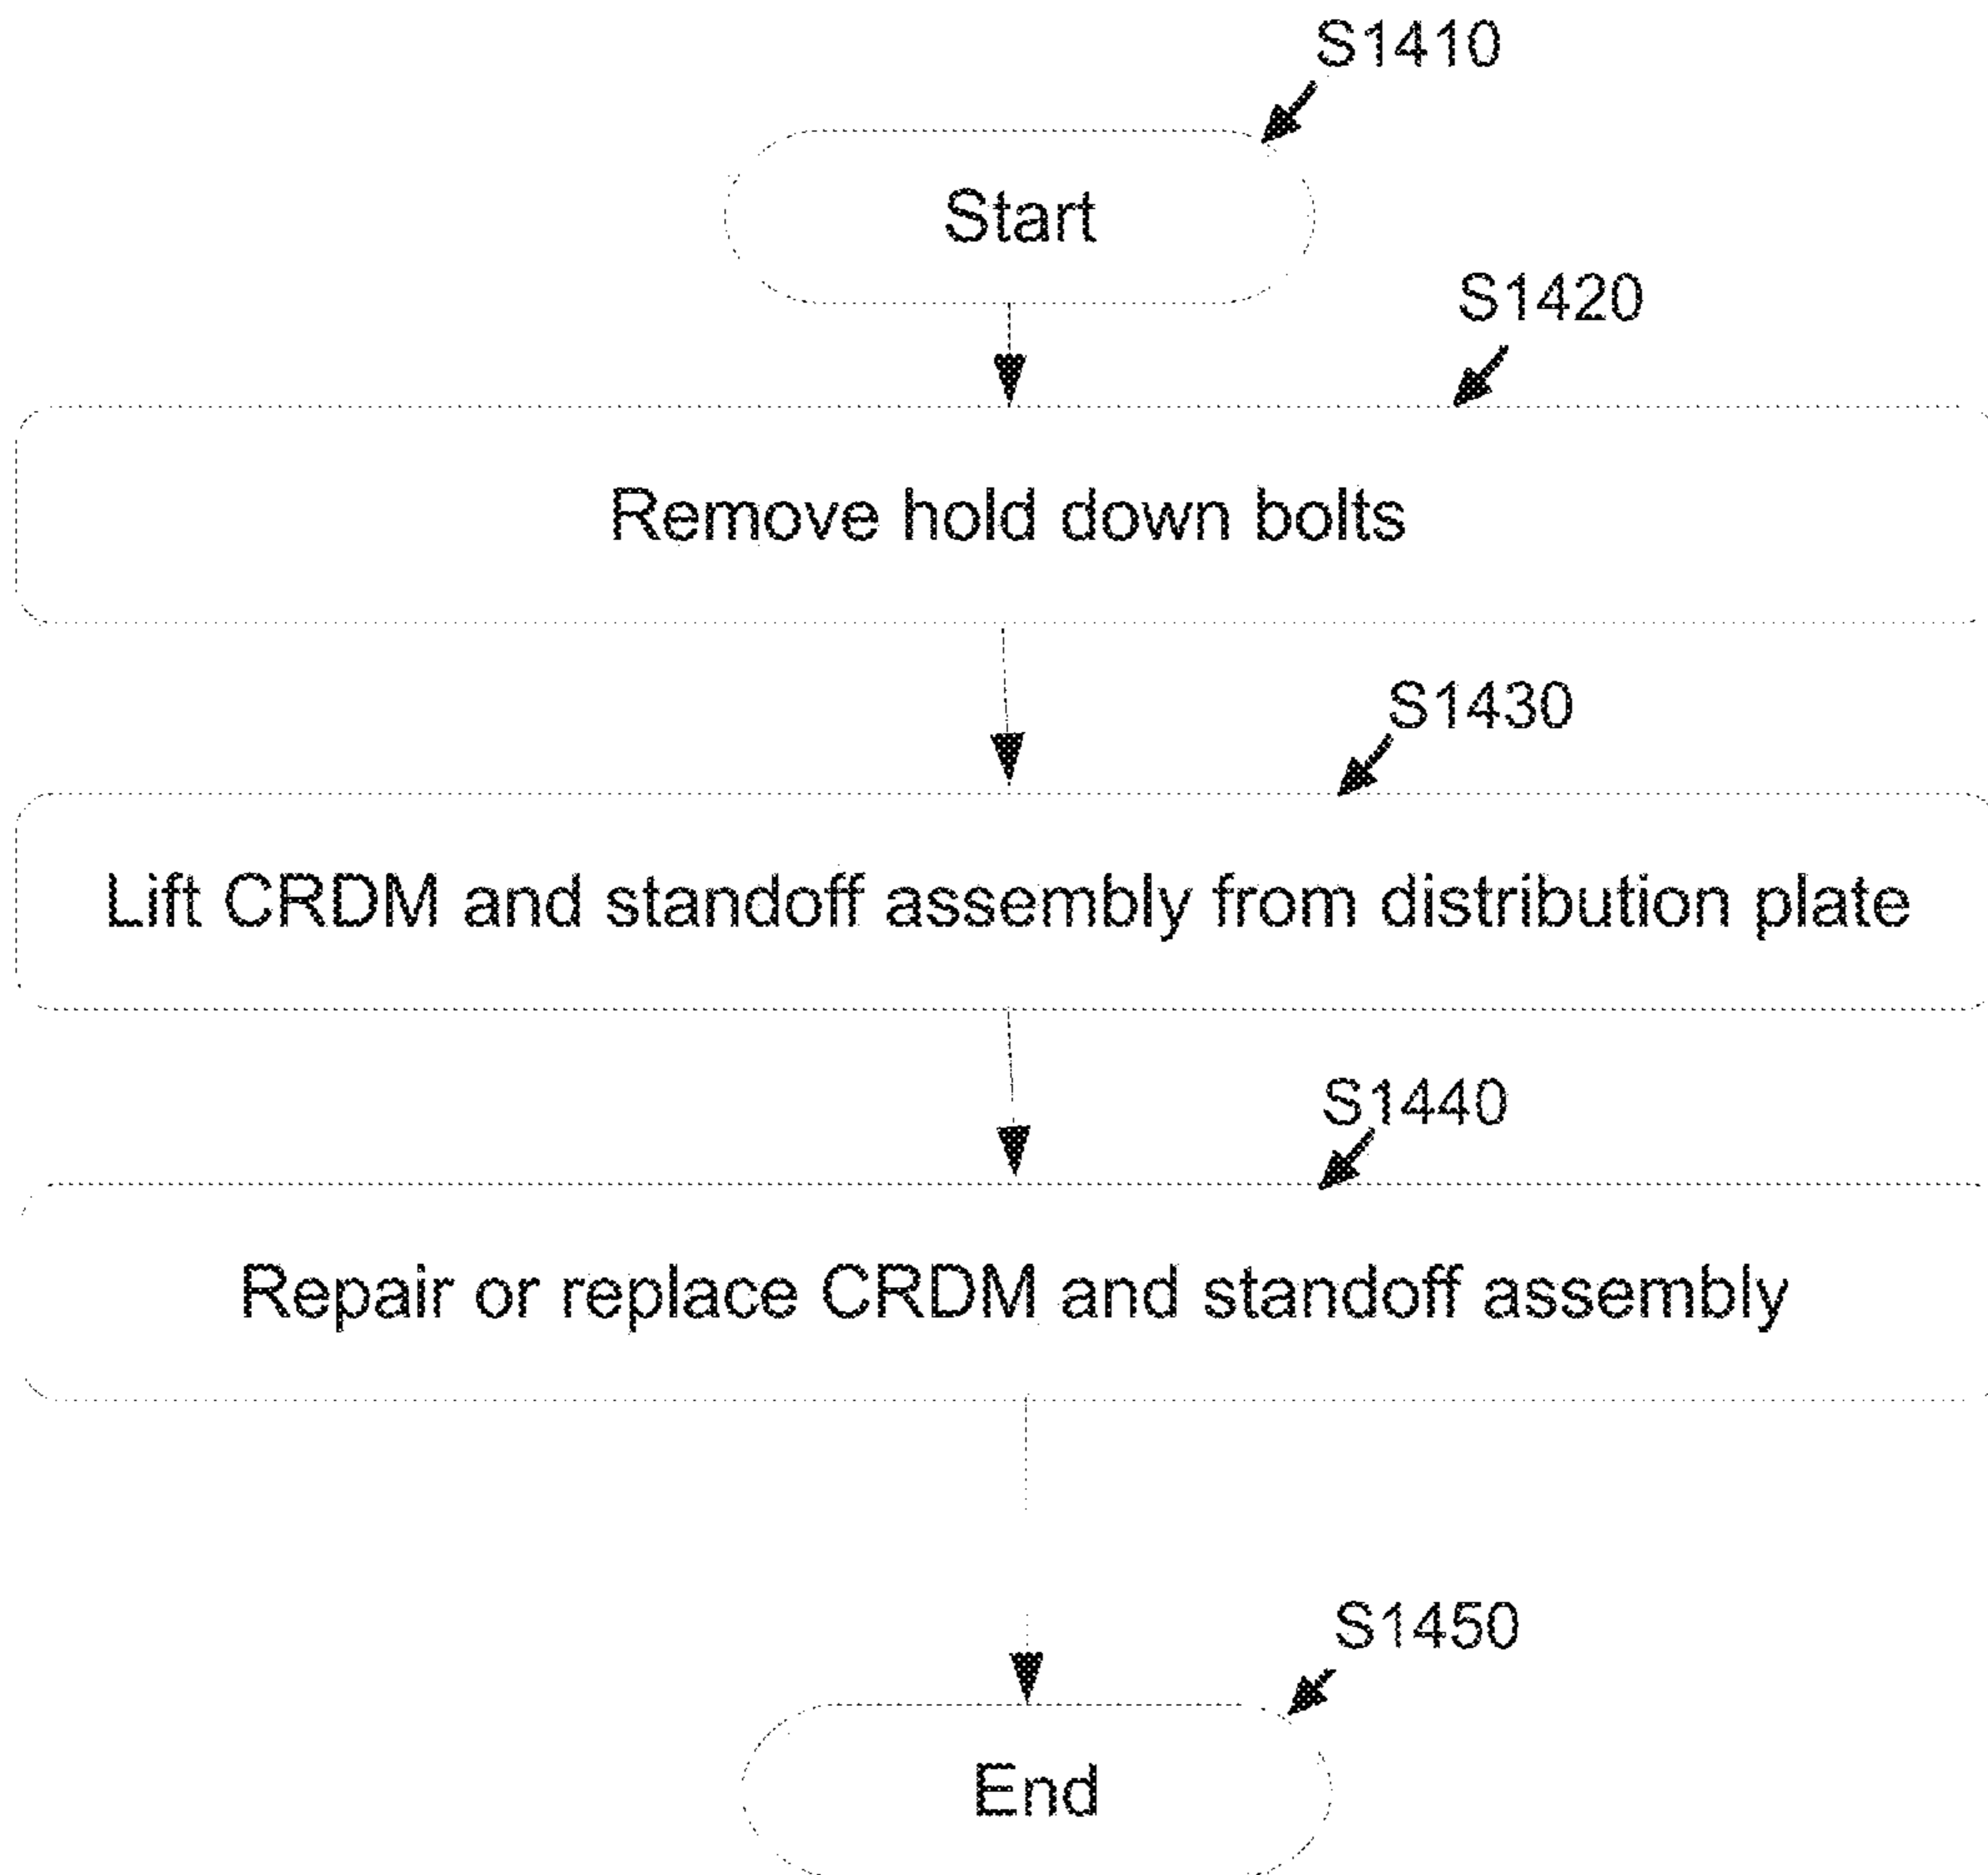 S1410
Start
S1420
Remove hold down bolts
S1430
Lift CRDM and standoff assembly from distribution plate
S1440
Repair or replace CRDM and standoff assembly
S1450
End